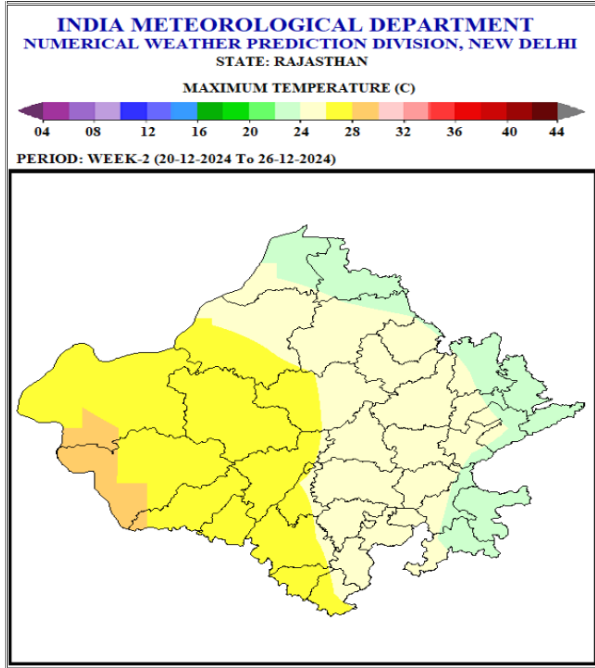 INDIA METEOROLOGICAL DEPARTMENT
NUMERICAL WEATHER PREDICTION DIVISION, NEW DELHI
STATE: RAJASTHAN
MAXIMUM TEMPERATURE (C)
04 08 12 16 20 24 28 32 36 40 44
PERIOD: WEEK-2 (20-12-2024 To 26-12-2024)